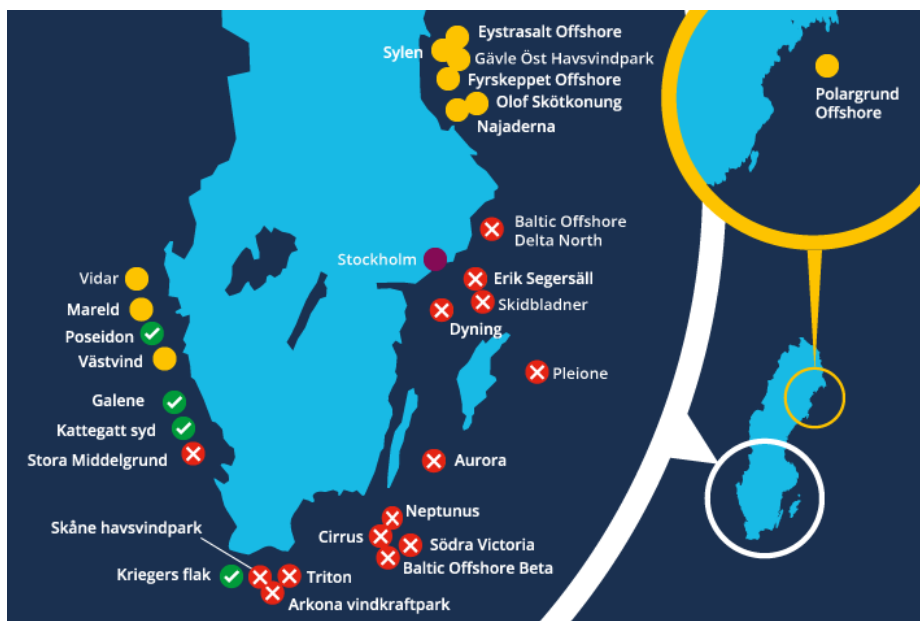 Eystrasalt Offshore
Sylen
Gävle Öst Havsvindpark
Fyrskeppet Offshore
Olof Skötkonung
Najaderna
Polargrund
Offshore
Baltic Offshore
Delta North
Stockholm
Erik Segersäll
Skidbladner
Dyning
Vidar
Mareld
Poseidon
Västvind
Pleione
Galene
Kattegatt syd
Stora Middelgrund
Aurora
Neptunus
Cirrus
Södra Victoria
Baltic Offshore Beta
Skåne havsvindpark
Kriegers flak
Triton
Arkona vindkraftpark